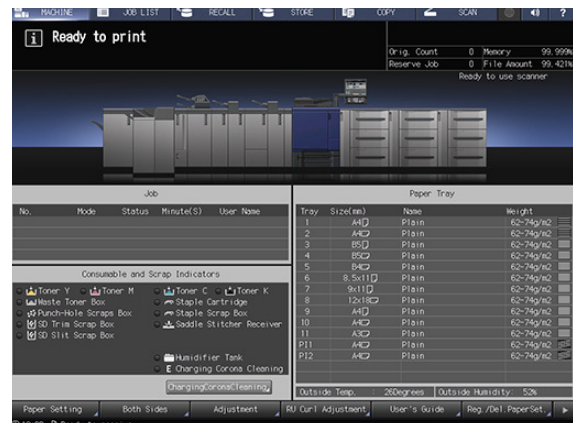 MACHINE JOB LIST RECALL STORE COPY SCAN ?
i Ready to print
Orig. Count 0 Memory 99.999%
Reserve Job 0 File Amount 99.421%
Ready to use scanner
Job
No. Mode Status Minute(S) User Name
Consumable and Scrap Indicators
Toner Y Toner M Toner C Toner K
Waste Toner Box Staple Cartridge
Punch-Hole Scraps Box Staple Scrap Box
SD Trim Scrap Box Saddle Stitcher Receiver
SD Slit Scrap Box
Humidifier Tank
E Charging Corona Cleaning
ChargingCoronaCleaning
Paper Tray
Tray Size(mm) Name Weight
1 A4 Plain 62-74g/m2
2 A4 Plain 62-74g/m2
3 B5 Plain 62-74g/m2
4 B5 Plain 62-74g/m2
5 B4 Plain 62-74g/m2
6 8.5x11 Plain 62-74g/m2
7 9x11 Plain 62-74g/m2
8 12x18 Plain 62-74g/m2
9 A4 Plain 62-74g/m2
10 A4 Plain 62-74g/m2
11 A3 Plain 62-74g/m2
PI1 A4 Plain 62-74g/m2
PI2 A4 Plain 62-74g/m2
Outside Temp. : 26Degrees Outside Humidity: 52%
Paper Setting Both Sides Adjustment RU Curl Adjustment User's Guide Reg./Del.PaperSet.